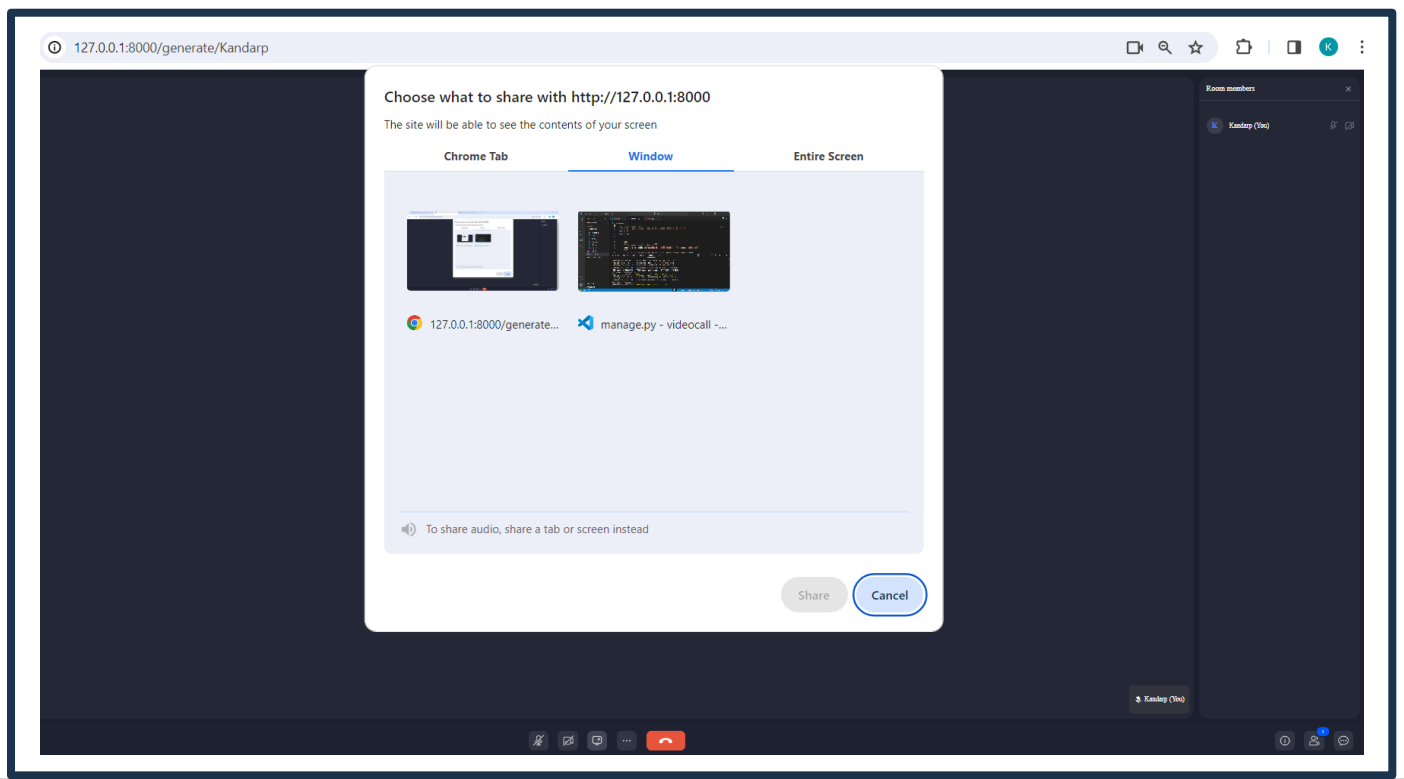 127.0.0.1:8000/generate/Kandarp
K
Choose what to share with http://127.0.0.1:8000
The site will be able to see the contents of your screen
Chrome Tab
Window
Entire Screen
127.0.0.1:8000/generate...
manage.py - videocall -...
To share audio, share a tab or screen instead
Share
Cancel
Room members
K
Kandarp (You)
Kandarp (You)
1